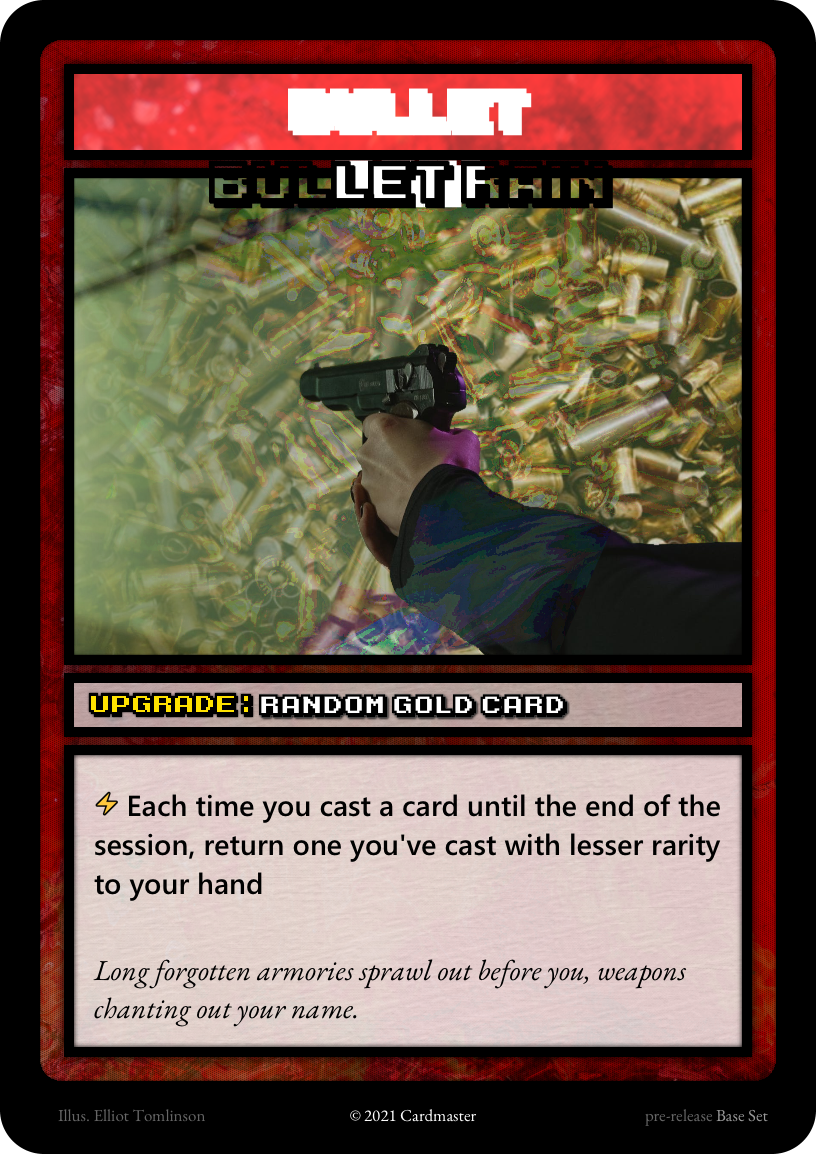 BULLET
BULLET RAIN
UPGRADE: RANDOM GOLD CARD
⚡ Each time you cast a card until the end of the
session, return one you've cast with lesser rarity
to your hand
Long forgotten armories sprawl out before you, weapons
chanting out your name.
Illus. Elliot Tomlinson
© 2021 Cardmaster
pre-release Base Set